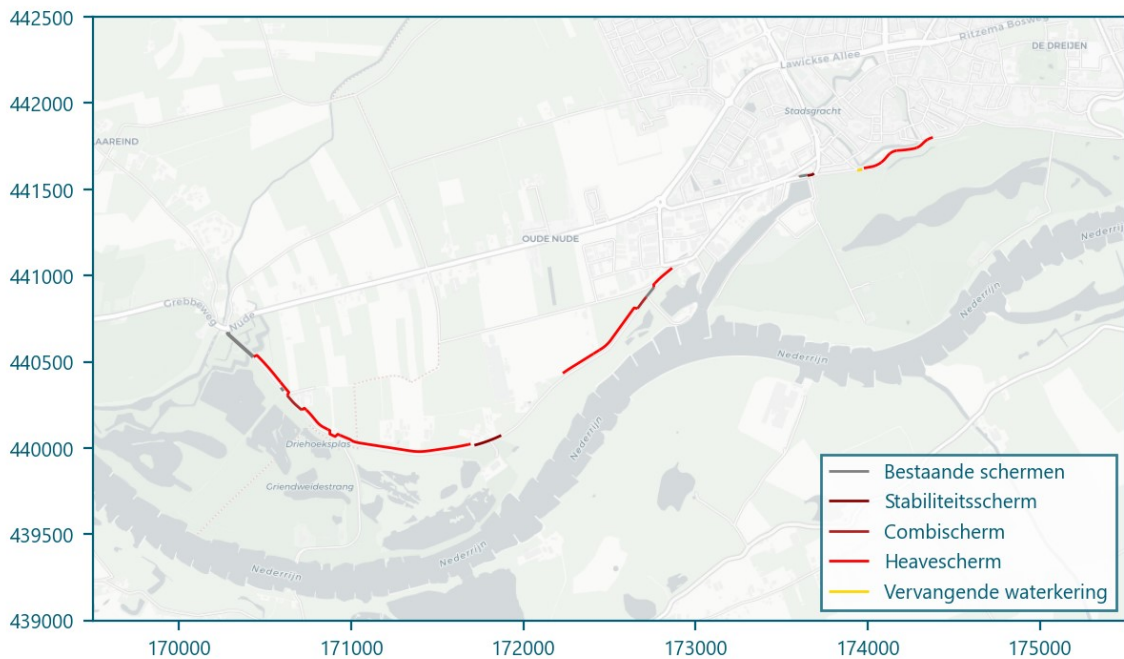 442500
442000
441500
441000
440500
440000
439500
439000
170000
171000
172000
173000
174000
175000
Ritzema Bosweg
DE DREIJEN
Lawickse Allee
Stadsgracht
AAREIND
OUDE NUDE
Nederrijn
Grebbeweg
Nude
Nederrijn
Nederrijn
Nederrijn
Driehoeksplas
Griendweidestrang
Nederrijn
Nederrijn
Bestaande schermen
Stabiliteitsscherm
Combischerm
Heavescherm
Vervangende waterkering